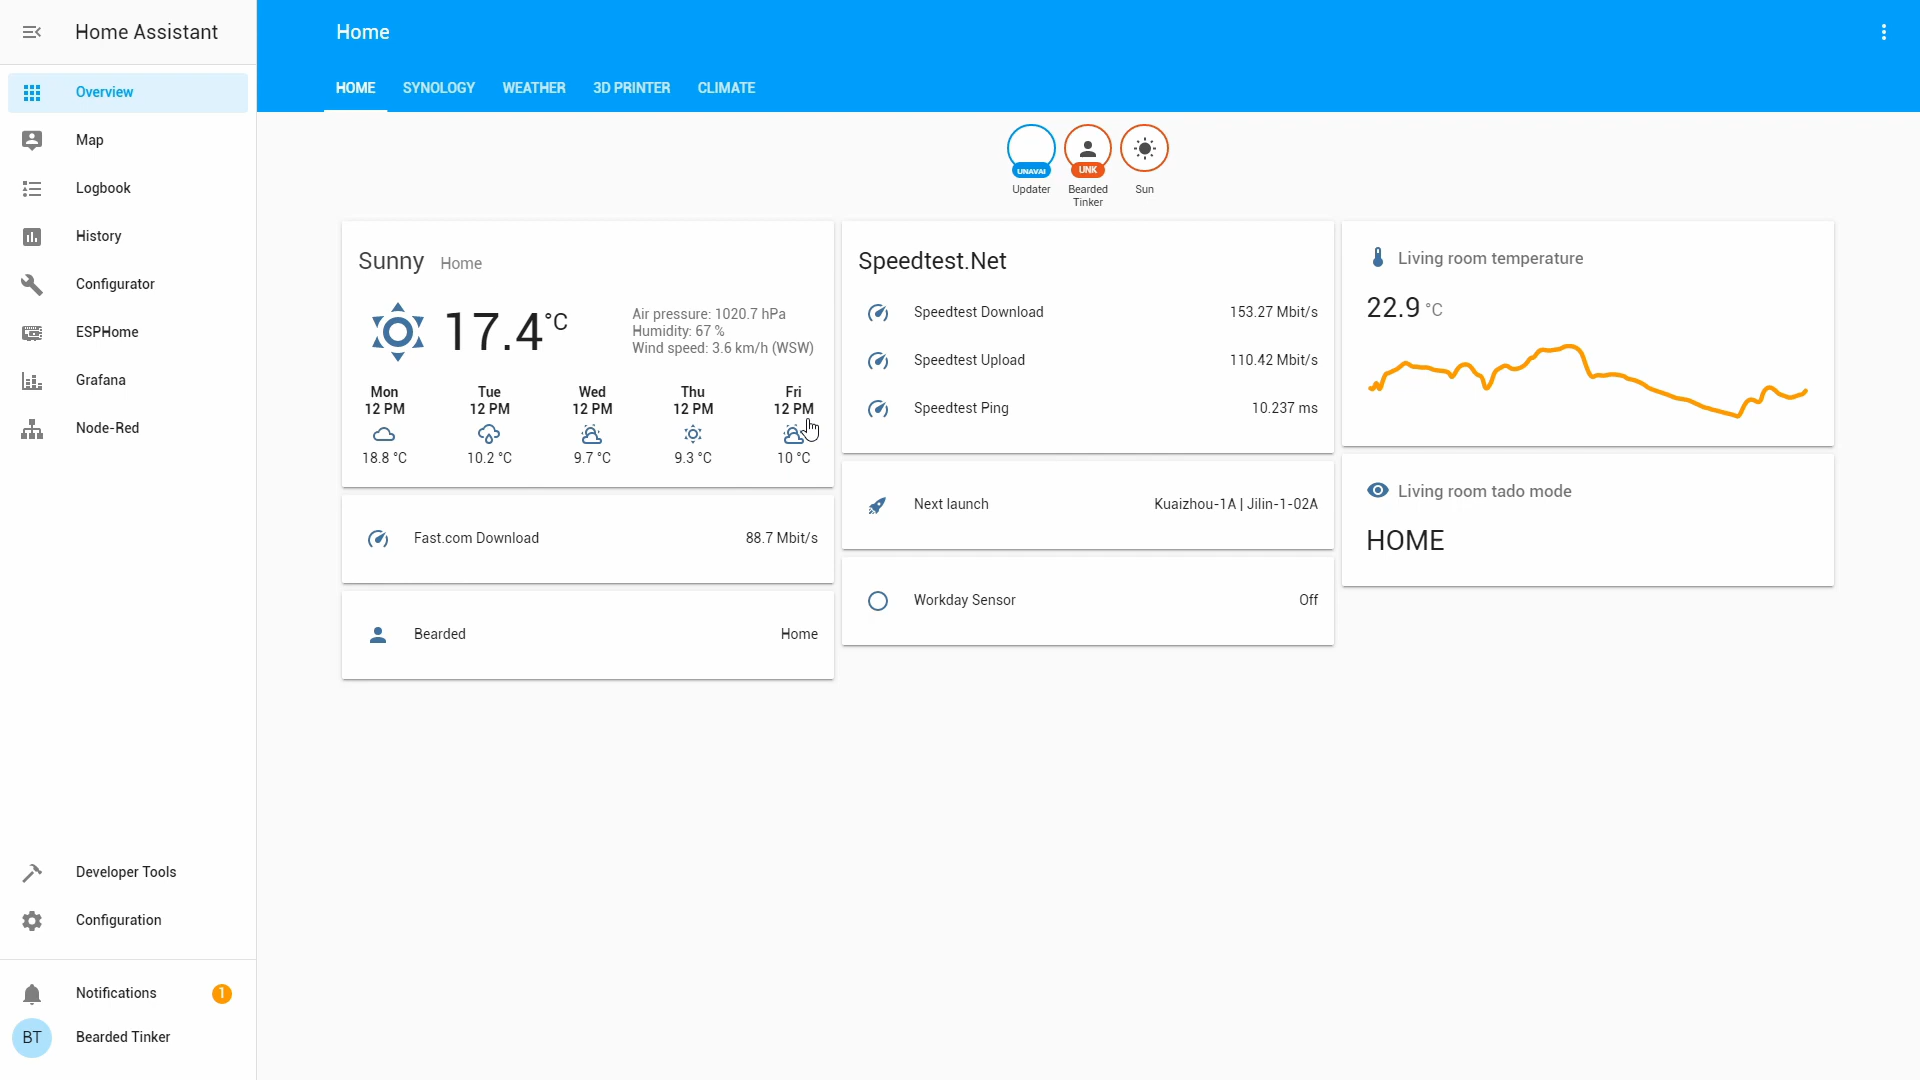 Home Assistant
Overview
Map
Logbook
History
Configurator
ESPHome
Grafana
Node-Red
Developer Tools
Configuration
Notifications 1
BT Bearded Tinker
Home
HOME SYNOLOGY WEATHER 3D PRINTER CLIMATE
UNAVAI UNK
Updater Bearded Tinker Sun
Sunny Home
17.4 °C
Air pressure: 1020.7 hPa
Humidity: 67 %
Wind speed: 3.6 km/h (WSW)
Mon Tue Wed Thu Fri
12 PM 12 PM 12 PM 12 PM 12 PM
18.8 °C 10.2 °C 9.7 °C 9.3 °C 10 °C
Fast.com Download 88.7 Mbit/s
Bearded Home
Speedtest.Net
Speedtest Download 153.27 Mbit/s
Speedtest Upload 110.42 Mbit/s
Speedtest Ping 10.237 ms
Next launch Kuaizhou-1A | Jilin-1-02A
Workday Sensor Off
Living room temperature
22.9 °C
Living room tado mode
HOME